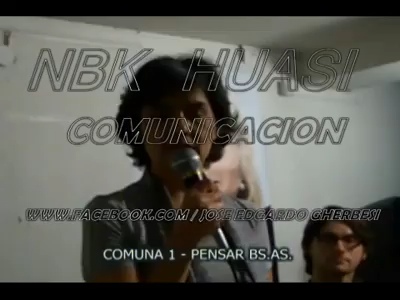 NBK HUASI
COMUNICACION
WWW.FACEBOOK.COM/JOSE EDGARDO GHERBESI
COMUNA 1 - PENSAR BS.AS.